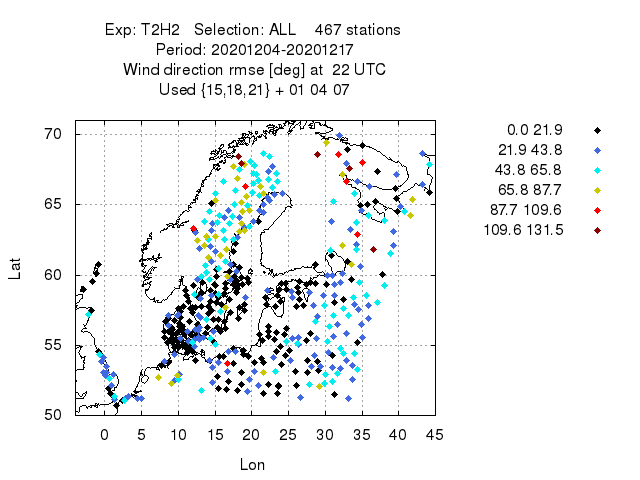 Exp: T2H2 Selection: ALL 467 stations
Period: 20201204-20201217
Wind direction rmse [deg] at 22 UTC
Used {15,18,21} + 01 04 07
70
65
60
55
50
Lat
0 5 10 15 20 25 30 35 40 45
Lon
0.0 21.9
21.9 43.8
43.8 65.8
65.8 87.7
87.7 109.6
109.6 131.5